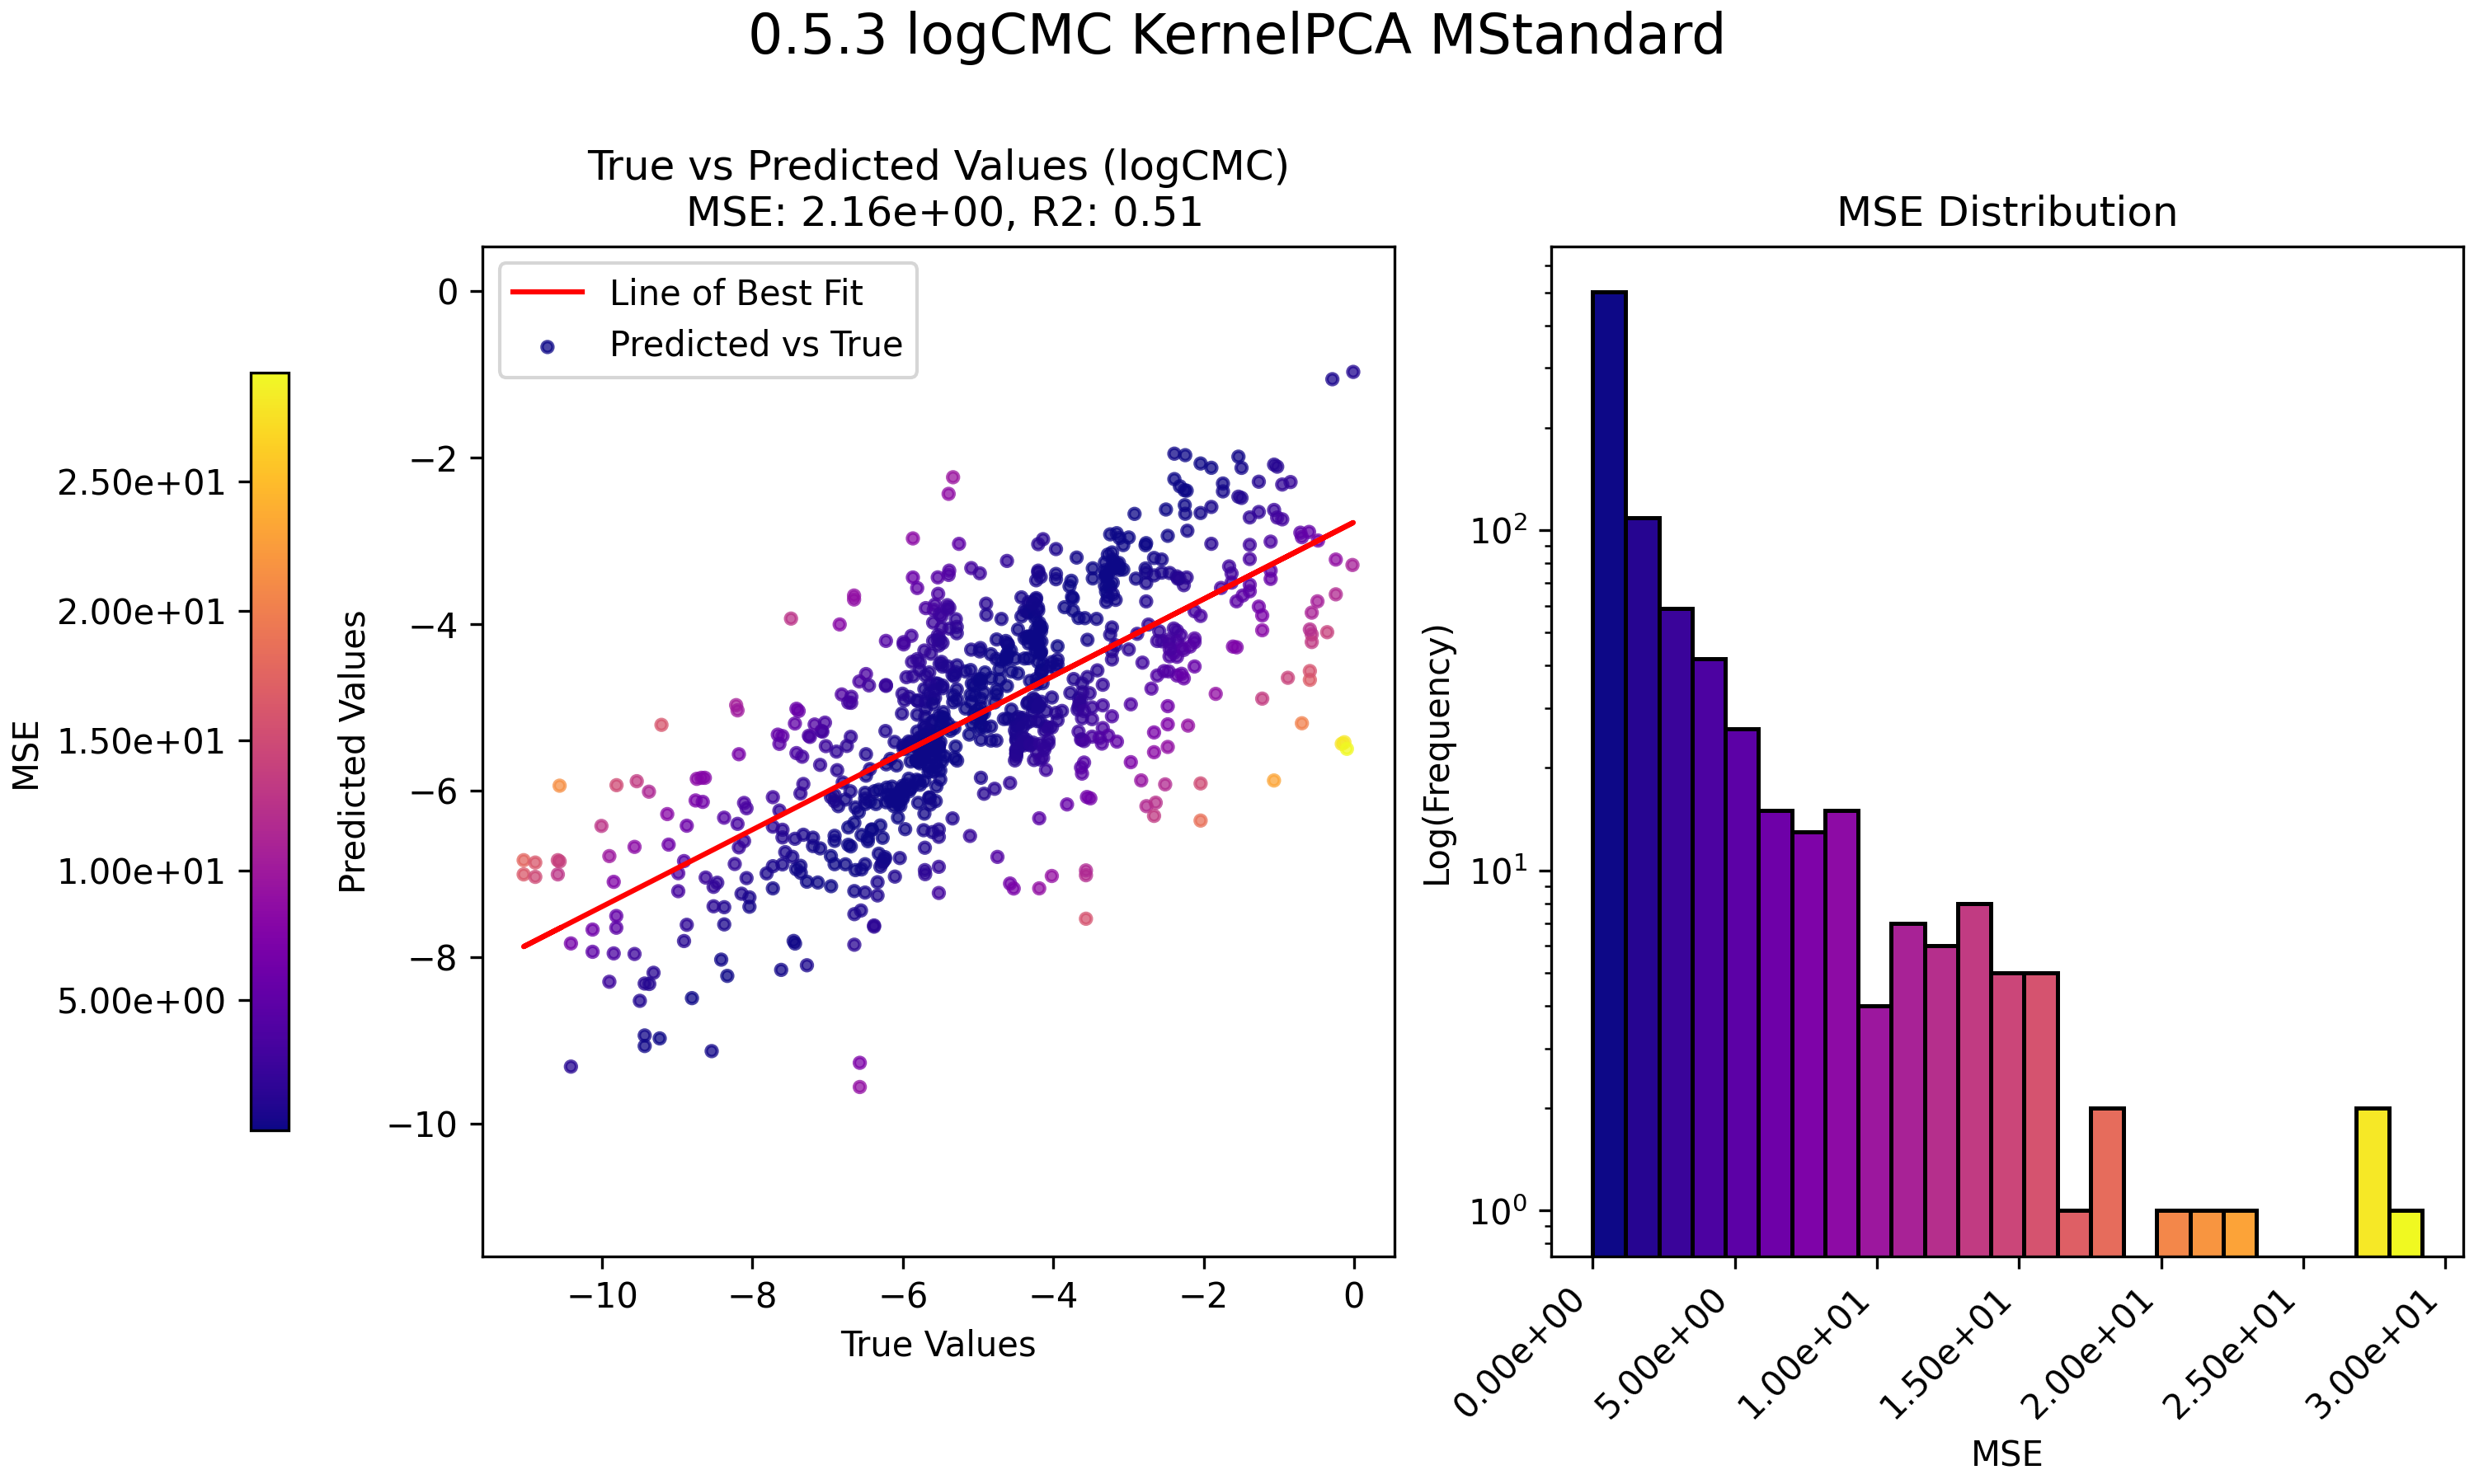 0.5.3 logCMC KernelPCA MStandard
True vs Predicted Values (logCMC)
MSE: 2.16e+00, R2: 0.51
Line of Best Fit
Predicted vs True
0
−2
−4
−6
−8
−10
Predicted Values
−10
−8
−6
−4
−2
0
True Values
2.50e+01
2.00e+01
1.50e+01
1.00e+01
5.00e+00
MSE
MSE Distribution
10²
10¹
10⁰
Log(Frequency)
0.00e+00
5.00e+00
1.00e+01
1.50e+01
2.00e+01
2.50e+01
3.00e+01
MSE